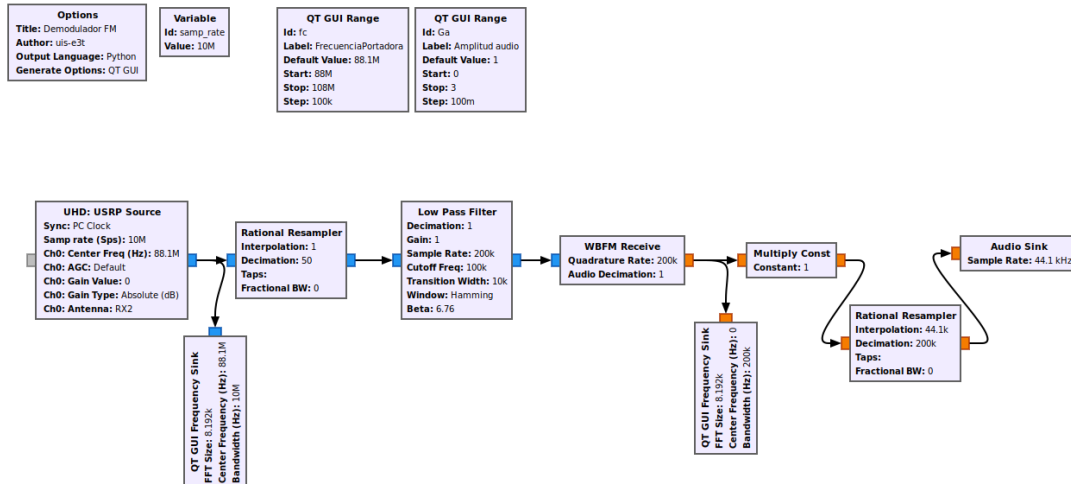 Options
Title: Demodulador FM
Author: uis-e3t
Output Language: Python
Generate Options: QT GUI
Variable
Id: samp_rate
Value: 10M
QT GUI Range
Id: fc
Label: FrecuenciaPortadora
Default Value: 88.1M
Start: 88M
Stop: 108M
Step: 100k
QT GUI Range
Id: Ga
Label: Amplitud audio
Default Value: 1
Start: 0
Stop: 3
Step: 100m
UHD: USRP Source
Sync: PC Clock
Samp rate (Sps): 10M
Ch0: Center Freq (Hz): 88.1M
Ch0: AGC: Default
Ch0: Gain Value: 0
Ch0: Gain Type: Absolute (dB)
Ch0: Antenna: RX2
Rational Resampler
Interpolation: 1
Decimation: 50
Taps:
Fractional BW: 0
Low Pass Filter
Decimation: 1
Gain: 1
Sample Rate: 200k
Cutoff Freq: 100k
Transition Width: 10k
Window: Hamming
Beta: 6.76
WBFM Receive
Quadrature Rate: 200k
Audio Decimation: 1
Multiply Const
Constant: 1
Audio Sink
Sample Rate: 44.1 kHz
Rational Resampler
Interpolation: 44.1k
Decimation: 200k
Taps:
Fractional BW: 0
QT GUI Frequency Sink
FFT Size: 8.192k
Center Frequency (Hz): 88.1M
Bandwidth (Hz): 10M
QT GUI Frequency Sink
FFT Size: 8.192k
Center Frequency (Hz): 0
Bandwidth (Hz): 200k